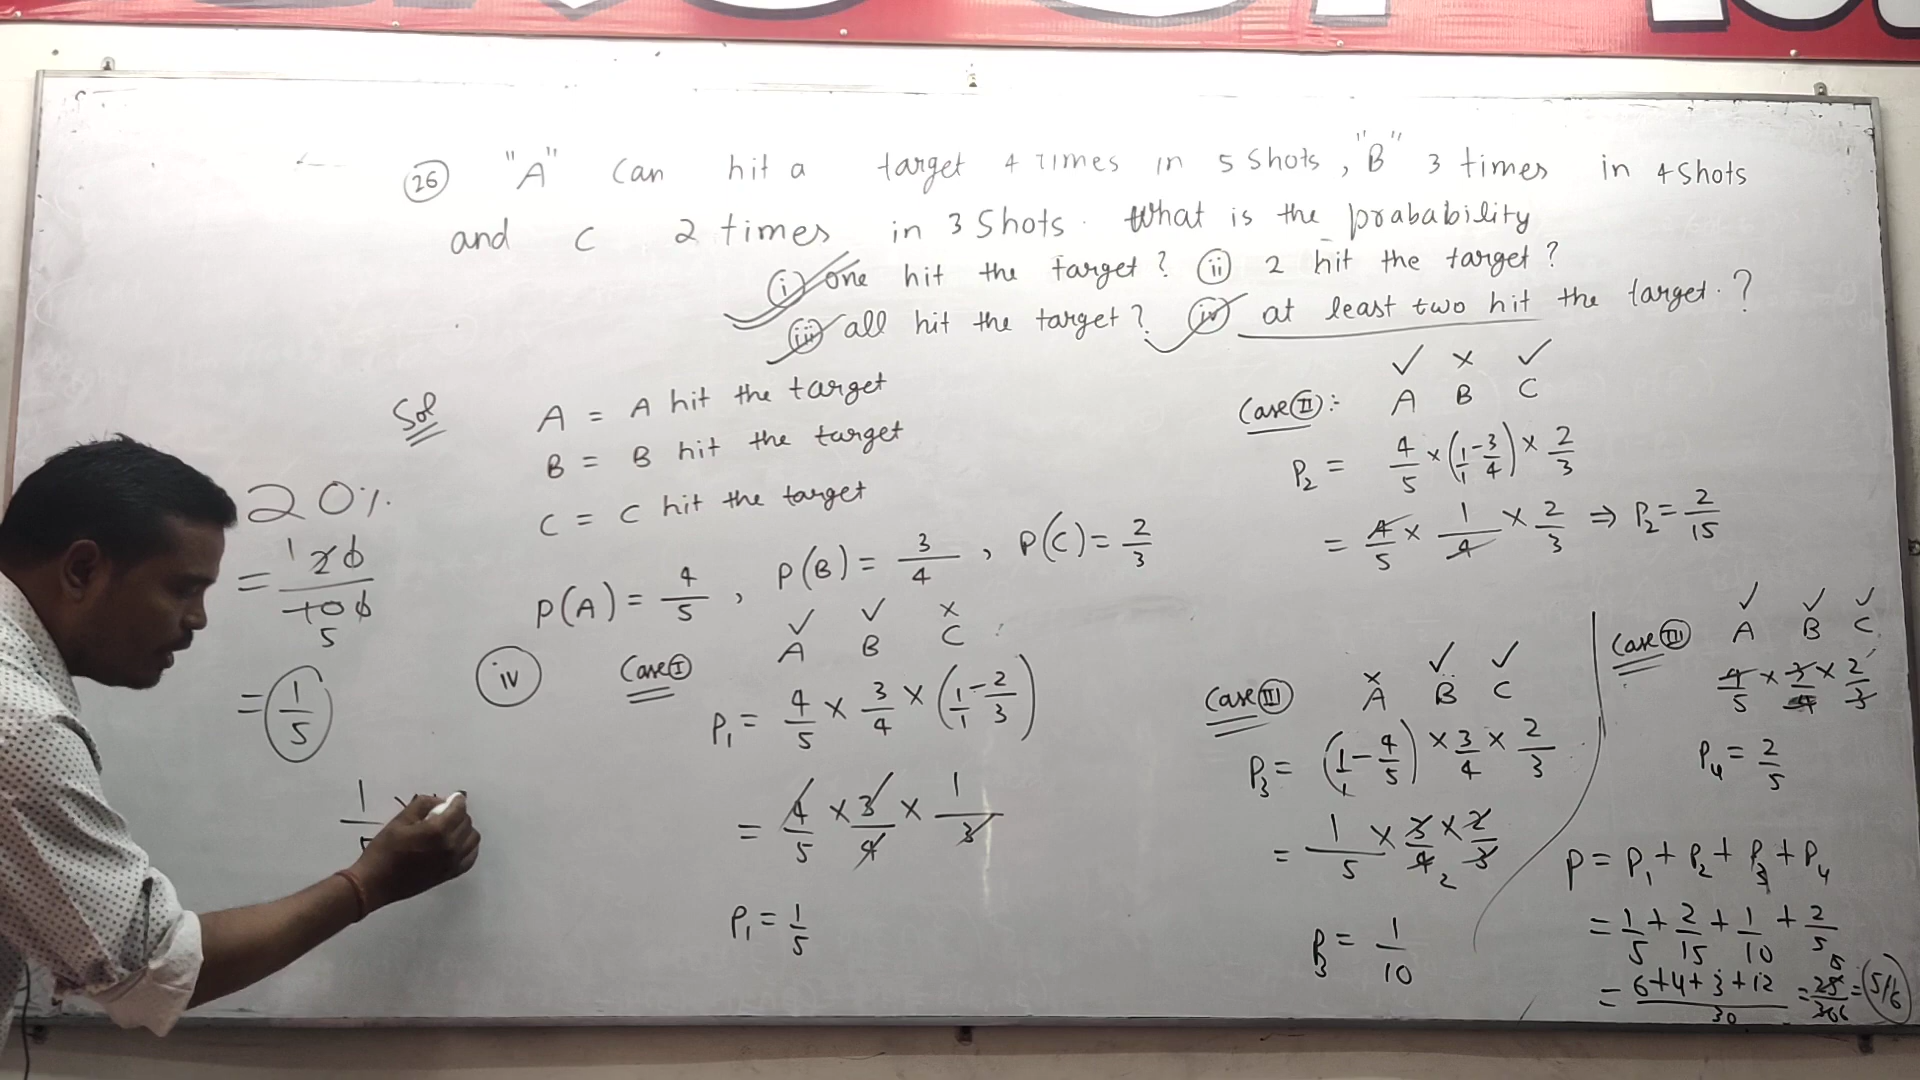 26 "A" Can hit a target 4 Times in 5 Shots, "B" 3 times in 4 Shots
and C 2 times in 3 Shots. What is the prabability
(i) one hit the target? (ii) 2 hit the target?
(iii) all hit the target? (iv) at least two hit the target.?
Sol
A = A hit the target
B = B hit the target
C = C hit the target
P(A) = 4/5, P(B) = 3/4, P(C) = 2/3
20%
= 20/100
1
5
= 1/5
1/5 ×
(iv) Case I
✓ ✓ ×
A B C
P1 = 4/5 × 3/4 × (1/1 - 2/3)
= 4/5 × 3/4 × 1/3
P1 = 1/5
✓ × ✓
Case II :- A B C
P2 = 4/5 × (1/1 - 3/4) × 2/3
= 4/5 × 1/4 × 2/3 ⇒ P2 = 2/15
× ✓ ✓
Case III A B C
P3 = (1/1 - 4/5) × 3/4 × 2/3
= 1/5 × 3/4 × 2/3
2
P3 = 1/10
✓ ✓ ✓
A B C
4/5 × 3/4 × 2/3
P4 = 2/5
P = P1 + P2 + P3 + P4
= 1/5 + 2/15 + 1/10 + 2/5
= 6+4+3+12/30 = 25/30 = 5/6